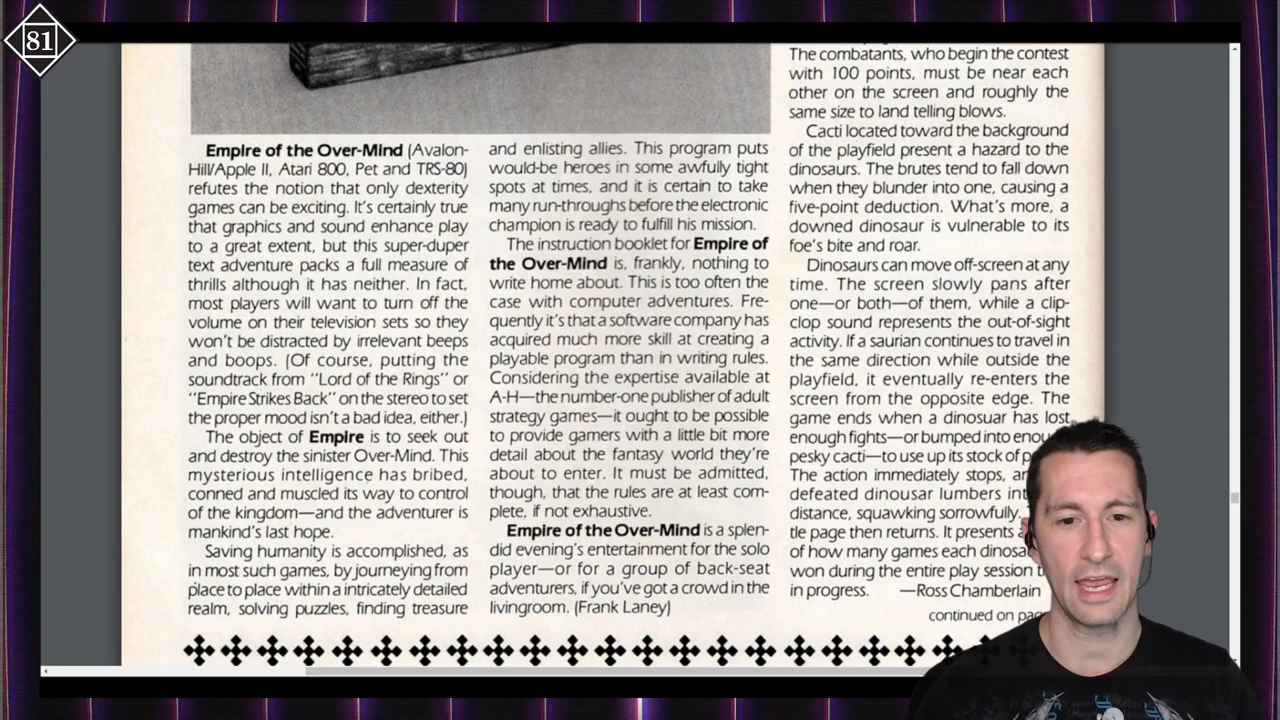 81
Empire of the Over-Mind (Avalon-
Hill/Apple II, Atari 800, Pet and TRS-80)
refutes the notion that only dexterity
games can be exciting. It's certainly true
that graphics and sound enhance play
to a great extent, but this super-duper
text adventure packs a full measure of
thrills although it has neither. In fact,
most players will want to turn off the
volume on their television sets so they
won't be distracted by irrelevant beeps
and boops. (Of course, putting the
soundtrack from "Lord of the Rings" or
"Empire Strikes Back" on the stereo to set
the proper mood isn't a bad idea, either.)
The object of Empire is to seek out
and destroy the sinister Over-Mind. This
mysterious intelligence has bribed,
conned and muscled its way to control
of the kingdom—and the adventurer is
mankind's last hope.
Saving humanity is accomplished, as
in most such games, by journeying from
place to place within a intricately detailed
realm, solving puzzles, finding treasure
and enlisting allies. This program puts
would-be heroes in some awfully tight
spots at times, and it is certain to take
many run-throughs before the electronic
champion is ready to fulfill his mission.
The instruction booklet for Empire of
the Over-Mind is, frankly, nothing to
write home about. This is too often the
case with computer adventures. Fre-
quently it's that a software company has
acquired much more skill at creating a
playable program than in writing rules.
Considering the expertise available at
A-H—the number-one publisher of adult
strategy games—it ought to be possible
to provide gamers with a little bit more
detail about the fantasy world they're
about to enter. It must be admitted,
though, that the rules are at least com-
plete, if not exhaustive.
Empire of the Over-Mind is a splen-
did evening's entertainment for the solo
player—or for a group of back-seat
adventurers, if you've got a crowd in the
livingroom. (Frank Laney)
The combatants, who begin the contest
with 100 points, must be near each
other on the screen and roughly the
same size to land telling blows.
Cacti located toward the background
of the playfield present a hazard to the
dinosaurs. The brutes tend to fall down
when they blunder into one, causing a
five-point deduction. What's more, a
downed dinosaur is vulnerable to its
foe's bite and roar.
Dinosaurs can move off-screen at any
time. The screen slowly pans after
one—or both—of them, while a clip-
clop sound represents the out-of-sight
activity. If a saurian continues to travel in
the same direction while outside the
playfield, it eventually re-enters the
screen from the opposite edge. The
game ends when a dinosuar has lost
enough fights—or bumped into
pesky cacti—to use up its stock of
The action immediately stops,
defeated dinousar lumbers
distance, squawking sorrowfully.
tle page then returns. It presents
of how many games each
won during the entire play session
in progress. —Ross Chamberlain
continued on